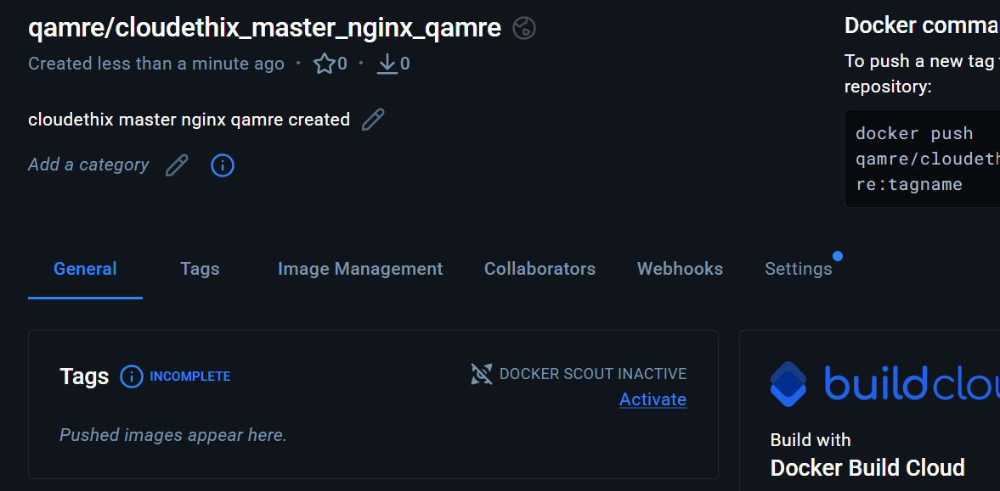 qamre/cloudethix_master_nginx_qamre
Created less than a minute ago • 0 • 0
cloudethix master nginx qamre created
Add a category
Docker comma
To push a new tag
repository:
docker push
qamre/cloudeth
re:tagname
General Tags Image Management Collaborators Webhooks Settings
Tags INCOMPLETE
DOCKER SCOUT INACTIVE
Activate
Pushed images appear here.
buildclou
Build with
Docker Build Cloud